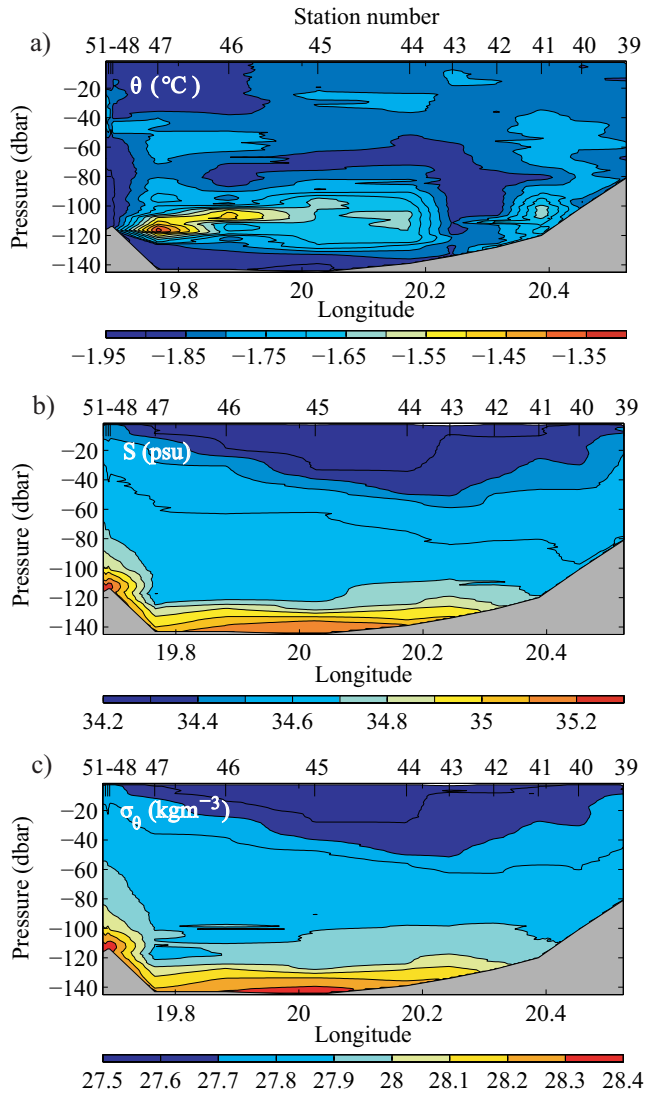 Station number
a)
51-48 47 46 45 44 43 42 41 40 39
θ (°C)
Pressure (dbar)
−20
−40
−60
−80
−100
−120
−140
19.8 20 20.2 20.4
Longitude
−1.95 −1.85 −1.75 −1.65 −1.55 −1.45 −1.35
b)
51-48 47 46 45 44 43 42 41 40 39
S (psu)
Pressure (dbar)
−20
−40
−60
−80
−100
−120
−140
19.8 20 20.2 20.4
Longitude
34.2 34.4 34.6 34.8 35 35.2
c)
51-48 47 46 45 44 43 42 41 40 39
σθ (kgm−3)
Pressure (dbar)
−20
−40
−60
−80
−100
−120
−140
19.8 20 20.2 20.4
Longitude
27.5 27.6 27.7 27.8 27.9 28 28.1 28.2 28.3 28.4